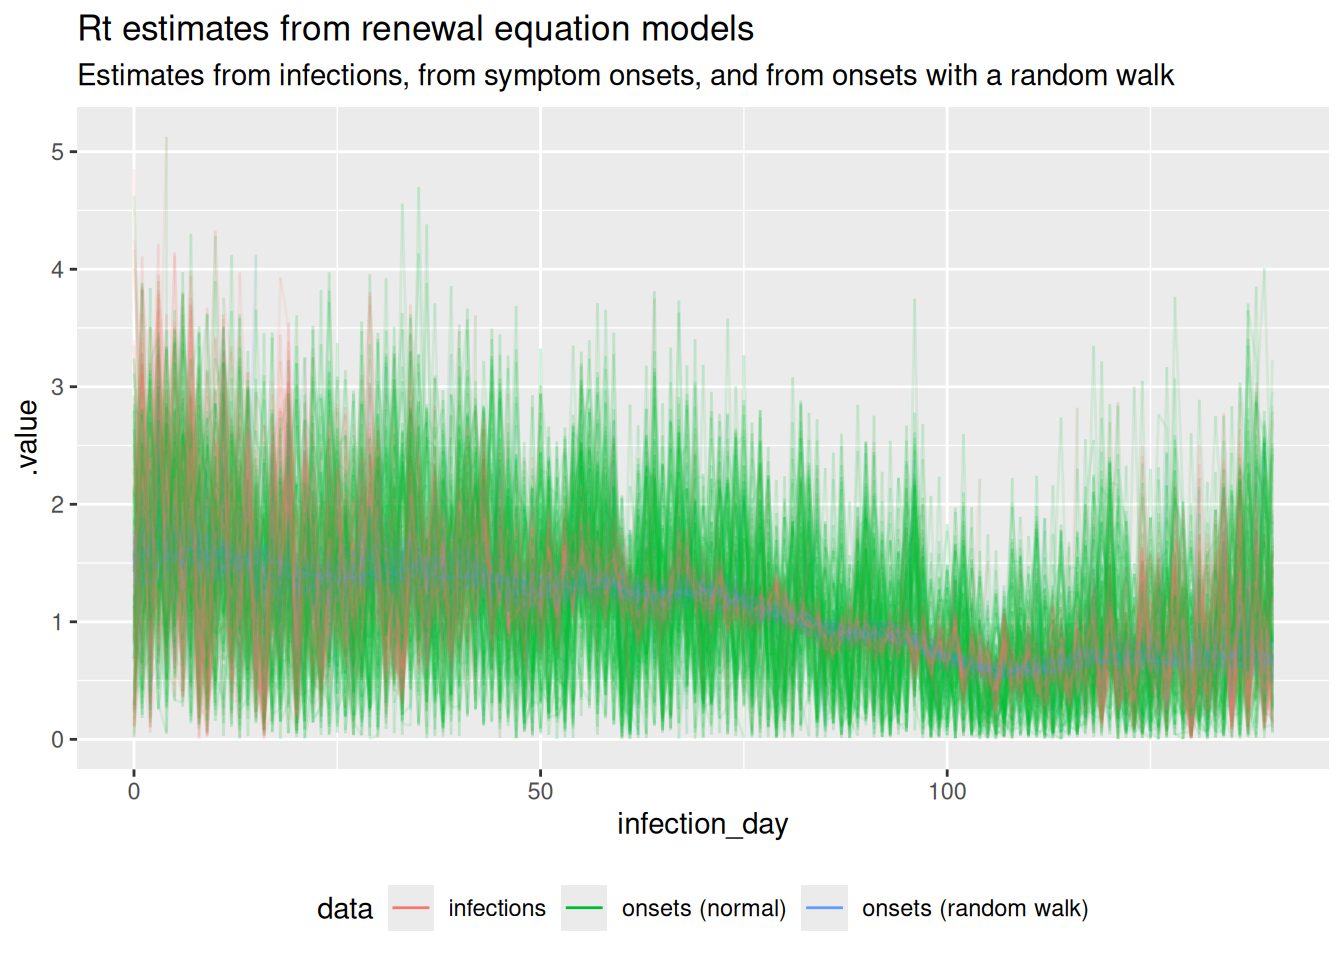 Rt estimates from renewal equation models
Estimates from infections, from symptom onsets, and from onsets with a random walk
5
4
3
2
1
0
.value
0 50 100
infection_day
data infections onsets (normal) onsets (random walk)